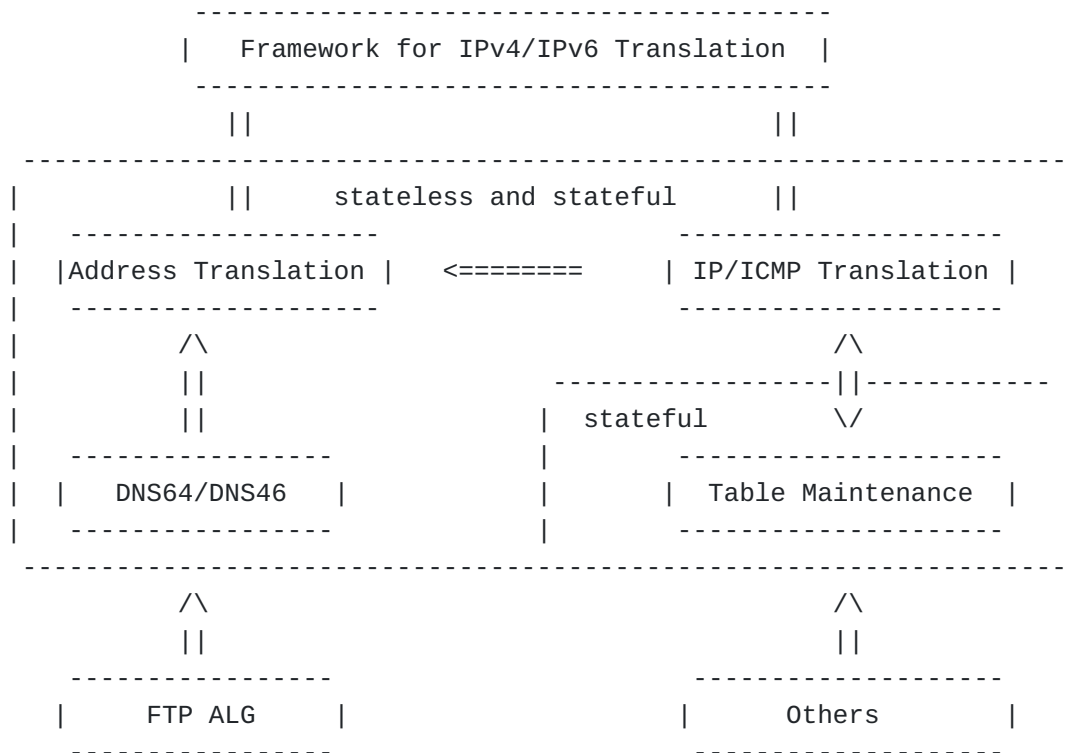 Framework for IPv4/IPv6 Translation
stateless and stateful
Address Translation <======== IP/ICMP Translation
stateful
DNS64/DNS46 Table Maintenance
FTP ALG Others